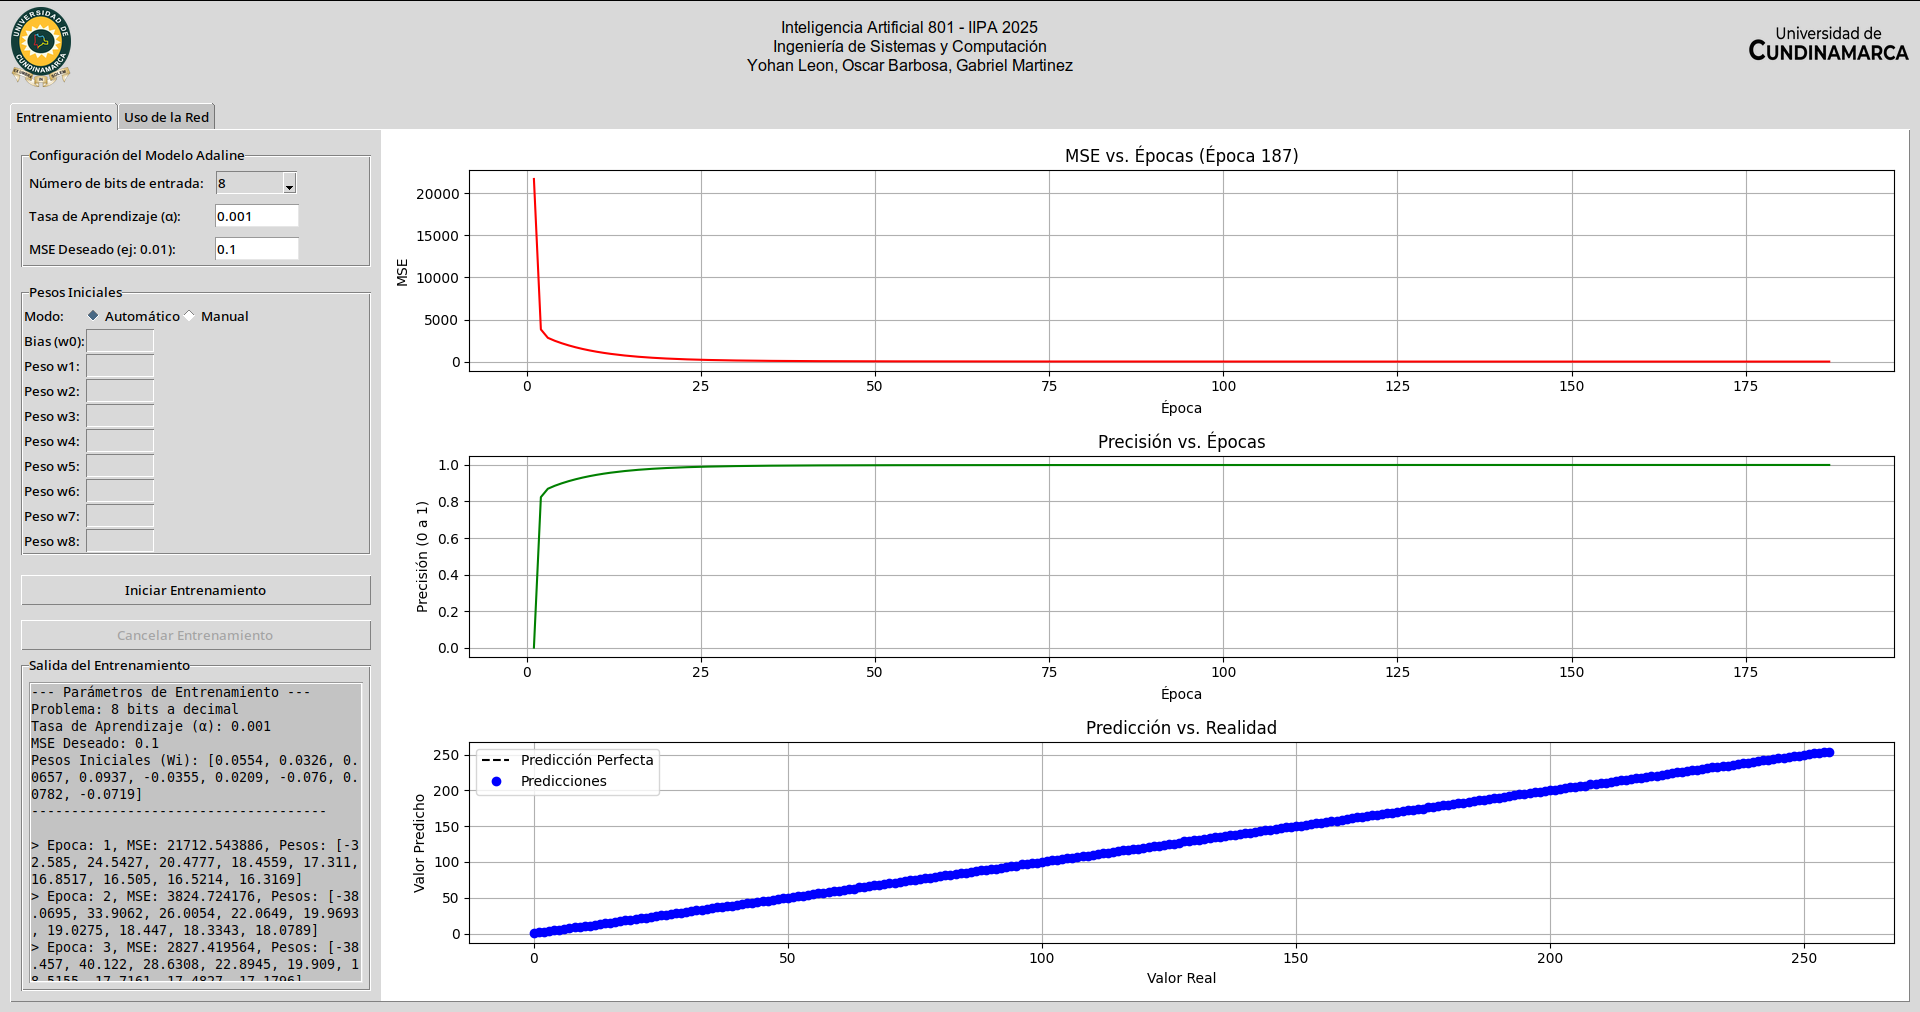 UNIVERSIDAD DE
CUNDINAMARCA
Inteligencia Artificial 801 - IIPA 2025
Ingeniería de Sistemas y Computación
Yohan Leon, Oscar Barbosa, Gabriel Martinez
Universidad de
CUNDINAMARCA
Entrenamiento
Uso de la Red
Configuración del Modelo Adaline
Número de bits de entrada: 8
Tasa de Aprendizaje (α): 0.001
MSE Deseado (ej: 0.01): 0.1
Pesos Iniciales
Modo: Automático Manual
Bias (w0):
Peso w1:
Peso w2:
Peso w3:
Peso w4:
Peso w5:
Peso w6:
Peso w7:
Peso w8:
Iniciar Entrenamiento
Cancelar Entrenamiento
Salida del Entrenamiento
--- Parámetros de Entrenamiento ---
Problema: 8 bits a decimal
Tasa de Aprendizaje (α): 0.001
MSE Deseado: 0.1
Pesos Iniciales (Wi): [0.0554, 0.0326, 0.
0657, 0.0937, -0.0355, 0.0209, -0.076, 0.
0782, -0.0719]
-------------------------------------
> Epoca: 1, MSE: 21712.543886, Pesos: [-3
2.585, 24.5427, 20.4777, 18.4559, 17.311,
16.8517, 16.505, 16.5214, 16.3169]
> Epoca: 2, MSE: 3824.724176, Pesos: [-38
.0695, 33.9062, 26.0054, 22.0649, 19.9693
, 19.0275, 18.447, 18.3343, 18.0789]
> Epoca: 3, MSE: 2827.419564, Pesos: [-38
.457, 40.122, 28.6308, 22.8945, 19.909, 1
8.5155, 17.7161, 17.4827, 17.1796]
MSE vs. Épocas (Época 187)
MSE
20000
15000
10000
5000
0
0 25 50 75 100 125 150 175
Época
Precisión vs. Épocas
Precisión (0 a 1)
1.0
0.8
0.6
0.4
0.2
0.0
0 25 50 75 100 125 150 175
Época
Predicción vs. Realidad
Predicción Perfecta
Predicciones
Valor Predicho
250
200
150
100
50
0
0 50 100 150 200 250
Valor Real